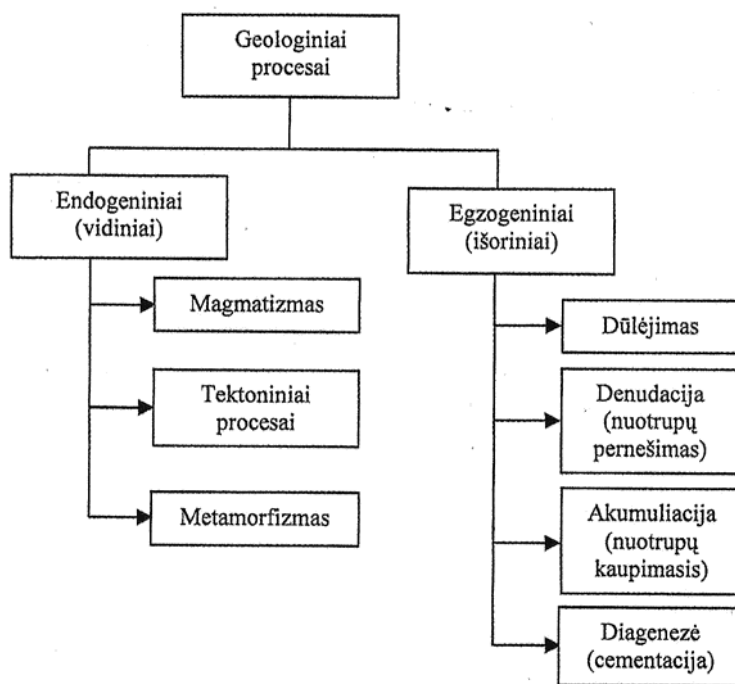 Geologiniai
procesai
Endogeniniai
(vidiniai)
Egzogeniniai
(išoriniai)
Magmatizmas
Tektoniniai
procesai
Metamorfizmas
Dūlėjimas
Denudacija
(nuotrupų
pernešimas)
Akumuliacija
(nuotrupų
kaupimasis)
Diagenezė
(cementacija)